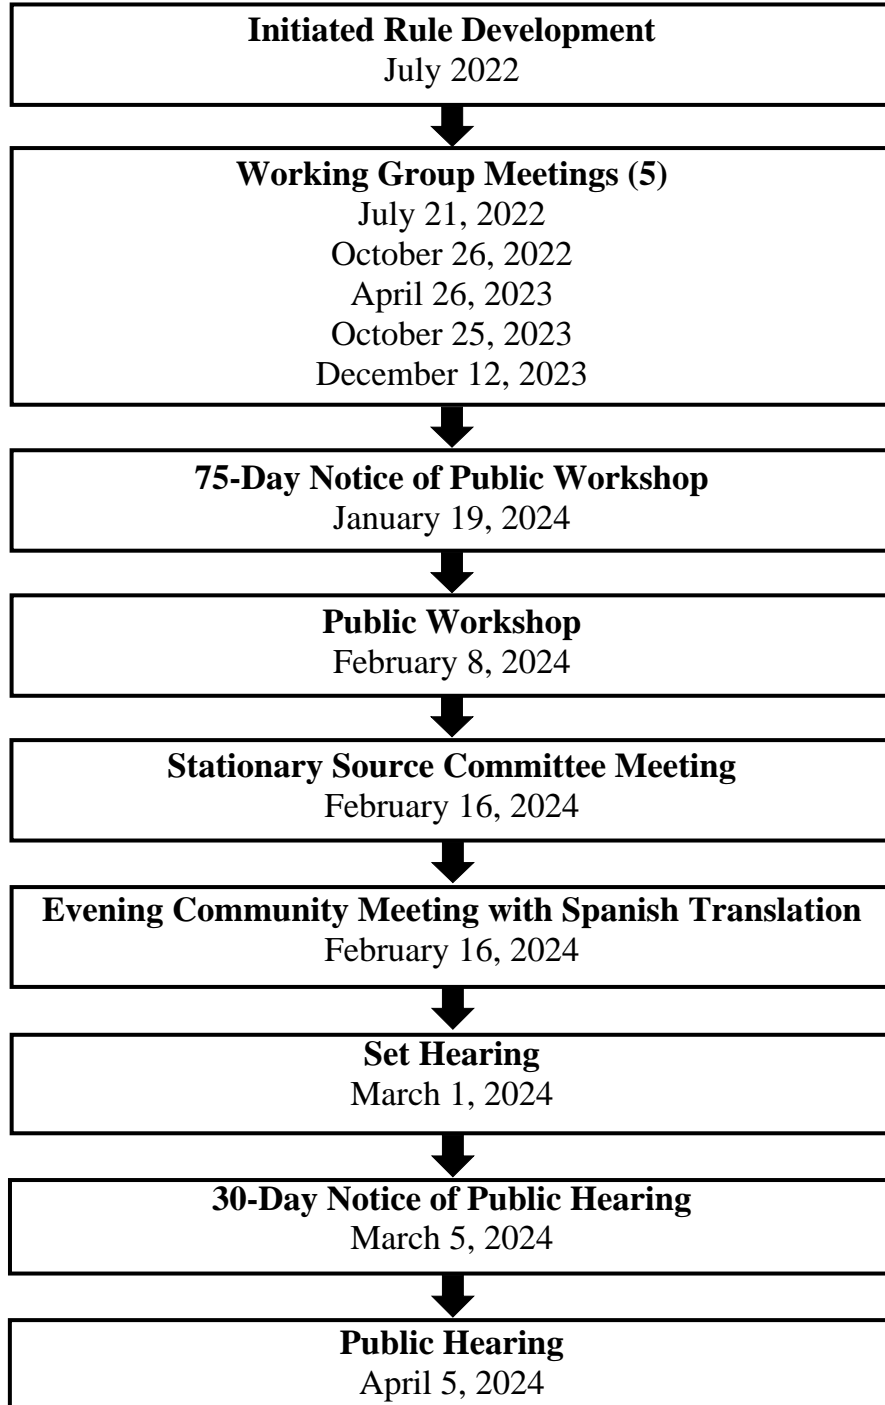 Initiated Rule Development
July 2022
Working Group Meetings (5)
July 21, 2022
October 26, 2022
April 26, 2023
October 25, 2023
December 12, 2023
75-Day Notice of Public Workshop
January 19, 2024
Public Workshop
February 8, 2024
Stationary Source Committee Meeting
February 16, 2024
Evening Community Meeting with Spanish Translation
February 16, 2024
Set Hearing
March 1, 2024
30-Day Notice of Public Hearing
March 5, 2024
Public Hearing
April 5, 2024